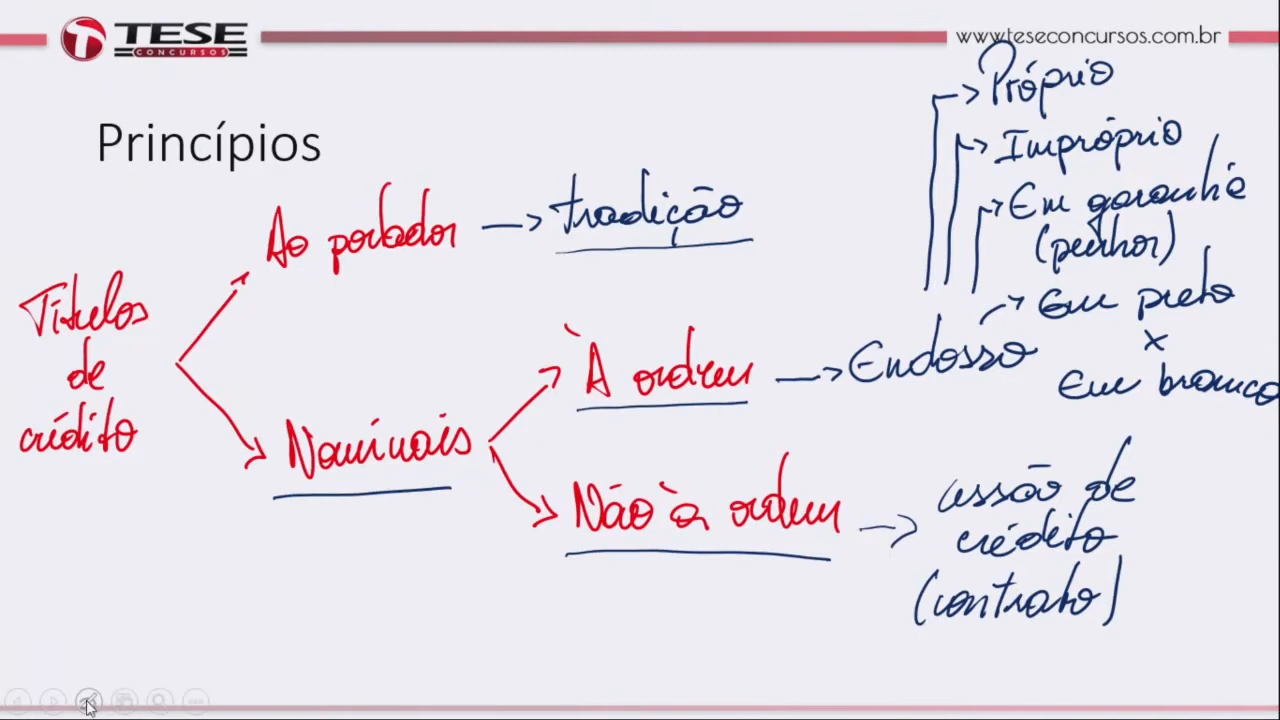 TESE
CONCURSOS
www.teseconcursos.com.br
Princípios
Títulos
de
crédito
Ao portador
tradição
Nominais
À ordem
Endosso
Próprio
Impróprio
Em garantia
(penhor)
Em preto
x
Em branco
Não à ordem
cessão de
crédito
(contrato)